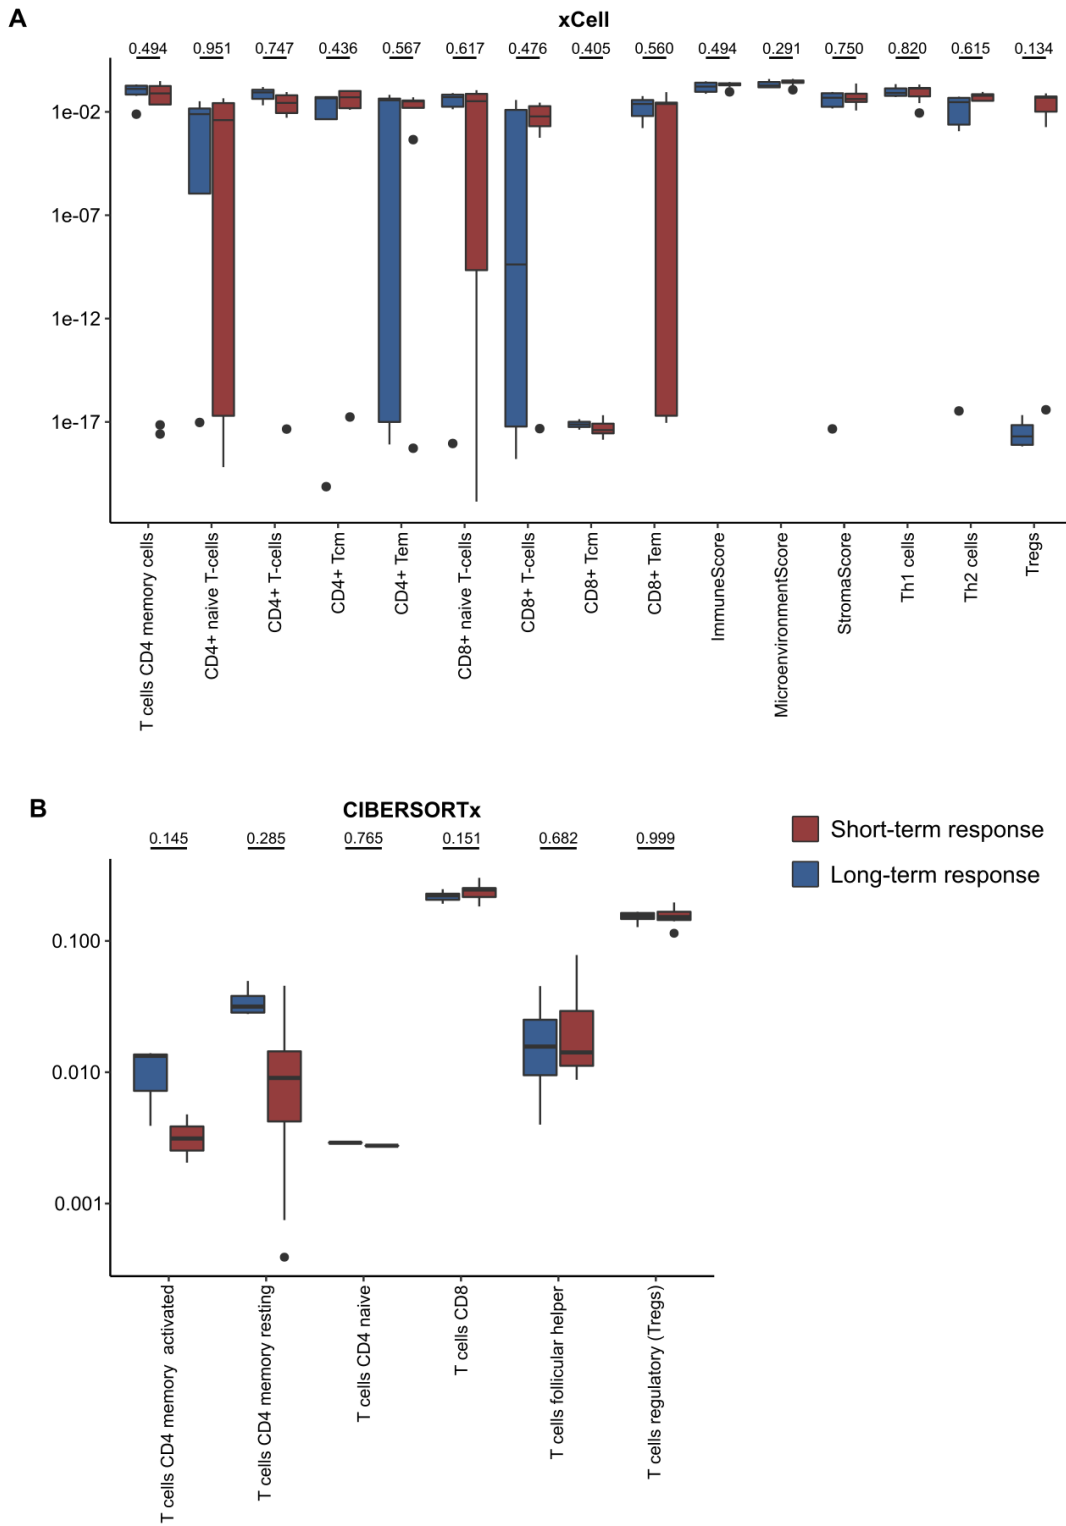 A
xCell
0.494 0.951 0.747 0.436 0.567 0.617 0.476 0.405 0.560 0.494 0.291 0.750 0.820 0.615 0.134
1e-02
1e-07
1e-12
1e-17
T cells CD4 memory cells
CD4+ naive T-cells
CD4+ T-cells
CD4+ Tcm
CD4+ Tem
CD8+ naive T-cells
CD8+ T-cells
CD8+ Tcm
CD8+ Tem
ImmuneScore
MicroenvironmentScore
StromaScore
Th1 cells
Th2 cells
Tregs
B
CIBERSORTx
0.145 0.285 0.765 0.151 0.682 0.999
0.100
0.010
0.001
T cells CD4 memory activated
T cells CD4 memory resting
T cells CD4 naive
T cells CD8
T cells follicular helper
T cells regulatory (Tregs)
Short-term response
Long-term response